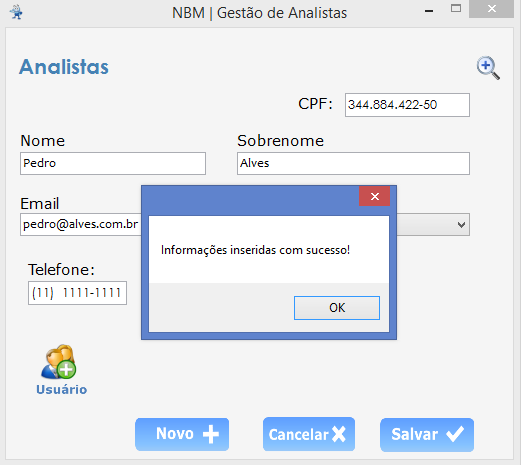 NBM | Gestão de Analistas
Analistas
CPF: 344.884.422-50
Nome
Sobrenome
Pedro
Alves
Email
pedro@alves.com.br
Informações inseridas com sucesso!
Telefone:
(11) 1111-1111
OK
Usuário
Novo
Cancelar
Salvar